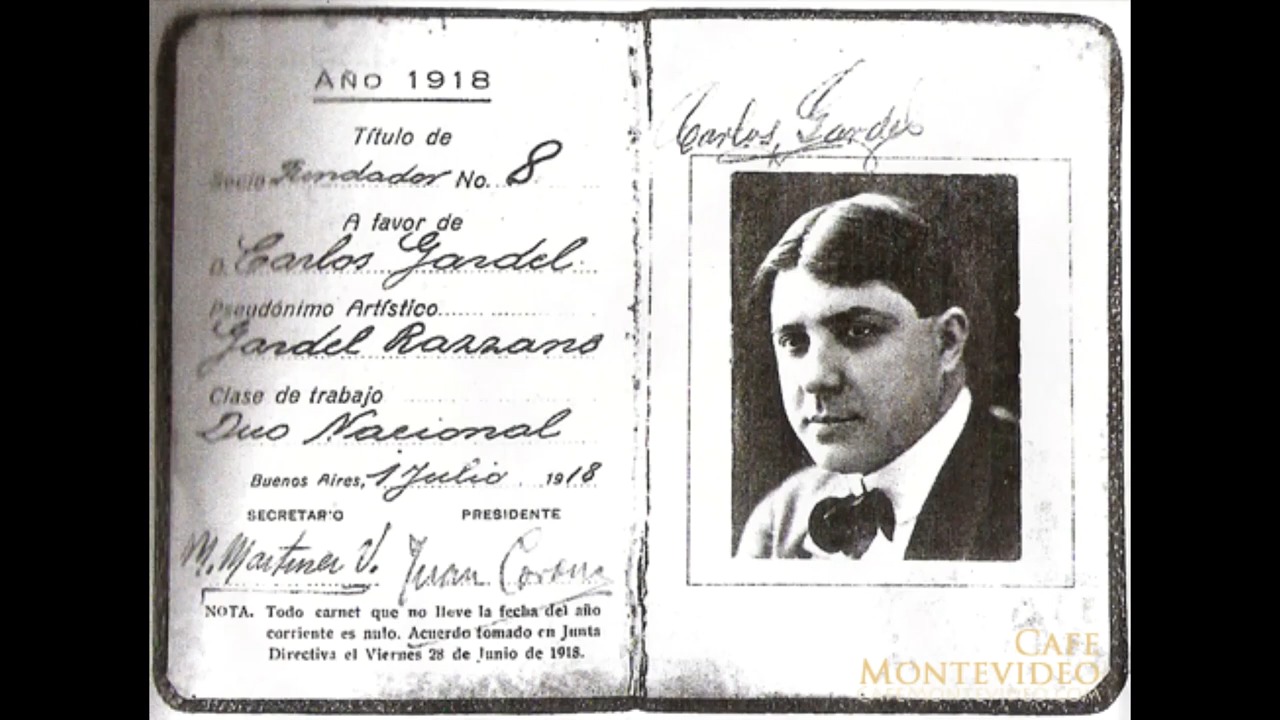 AÑO 1918
Título de
Socio Fundador No. 8
A favor de
D. Carlos Gardel
Pseudónimo Artístico
Gardel Razzano
Clase de trabajo
Duo Nacional
Buenos Aires, 1 Julio 1918
SECRETARIO PRESIDENTE
M. Martinez V. Juan
NOTA. Todo carnet que no lleve la fecha del año
corriente es nulo. Acuerdo tomado en Junta
Directiva el Viernes 28 de Junio de 1918.
Carlos Gardel
CAFE
MONTEVIDEO
CAFEMONTEVIDEO.COM